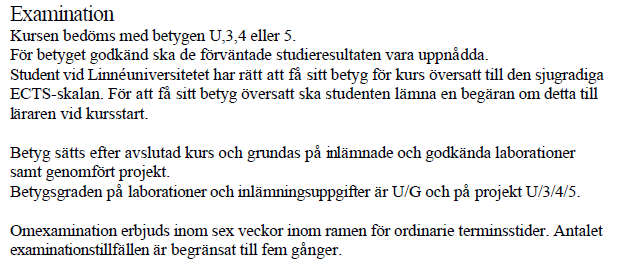 Examination
Kursen bedöms med betygen U,3,4 eller 5.
För betyget godkänd ska de förväntade studieresultaten vara uppnådda.
Student vid Linnéuniversitetet har rätt att få sitt betyg för kurs översatt till den sjugradiga
ECTS-skalan. För att få sitt betyg översatt ska studenten lämna en begäran om detta till
läraren vid kursstart.
Betyg sätts efter avslutad kurs och grundas på inlämnade och godkända laborationer
samt genomfört projekt.
Betygsgraden på laborationer och inlämningsuppgifter är U/G och på projekt U/3/4/5.
Omexamination erbjuds inom sex veckor inom ramen för ordinarie terminsstider. Antalet
examinationstillfällen är begränsat till fem gånger.